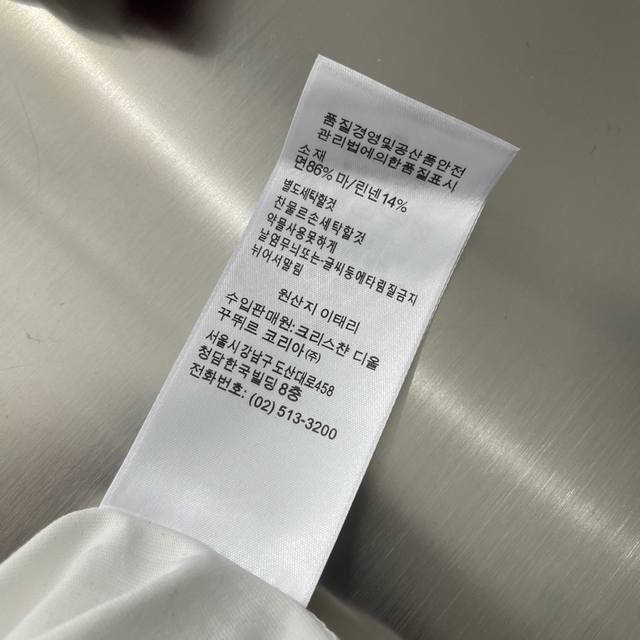 품질경영및공산품안전
관리법에의한품질표시
소재
면86% 마/린넨14%
별도세탁할것
찬물로손세탁할것
약물사용못하게
날염무늬또는글씨등에다림질금지
뉘어서말림
원산지 이태리
수입판매원:크리스챤 디올
꾸뛰르 코리아㈜
서울시강남구 도산대로458
청담한국빌딩 8층
전화번호: (02) 513-3200